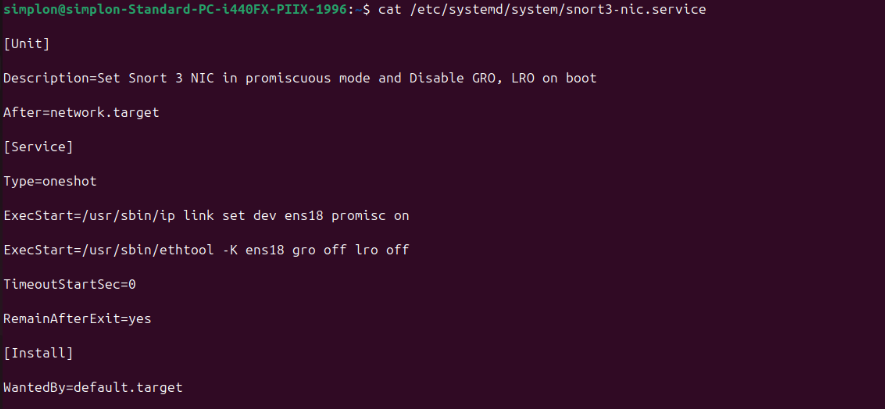 simplon@simplon-Standard-PC-i440FX-PIIX-1996:~$ cat /etc/systemd/system/snort3-nic.service
[Unit]
Description=Set Snort 3 NIC in promiscuous mode and Disable GRO, LRO on boot
After=network.target
[Service]
Type=oneshot
ExecStart=/usr/sbin/ip link set dev ens18 promisc on
ExecStart=/usr/sbin/ethtool -K ens18 gro off lro off
TimeoutStartSec=0
RemainAfterExit=yes
[Install]
WantedBy=default.target